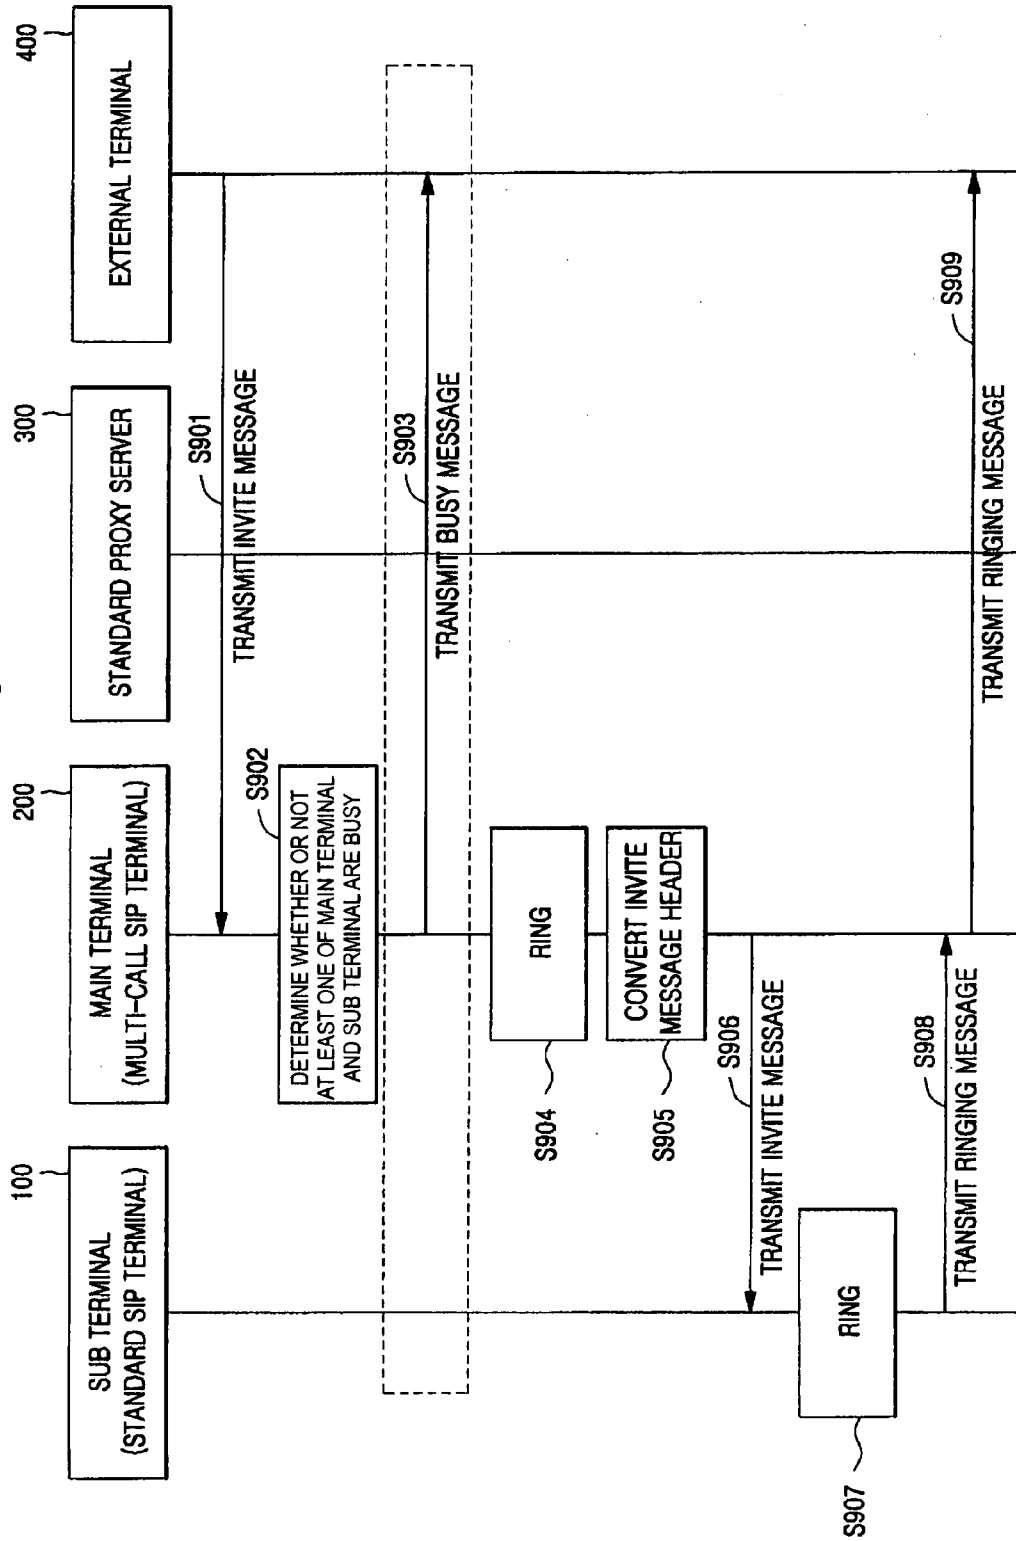 100
SUB TERMINAL
(STANDARD SIP TERMINAL)
200
MAIN TERMINAL
(MULTI-CALL SIP TERMINAL)
300
STANDARD PROXY SERVER
400
EXTERNAL TERMINAL
S901
TRANSMIT INVITE MESSAGE
S902
DETERMINE WHETHER OR NOT
AT LEAST ONE OF MAIN TERMINAL
AND SUB TERMINAL ARE BUSY
S903
TRANSMIT BUSY MESSAGE
RING
S904
CONVERT INVITE
MESSAGE HEADER
S905
S906
TRANSMIT INVITE MESSAGE
RING
S907
S908
TRANSMIT RINGING MESSAGE
S909
TRANSMIT RINGING MESSAGE